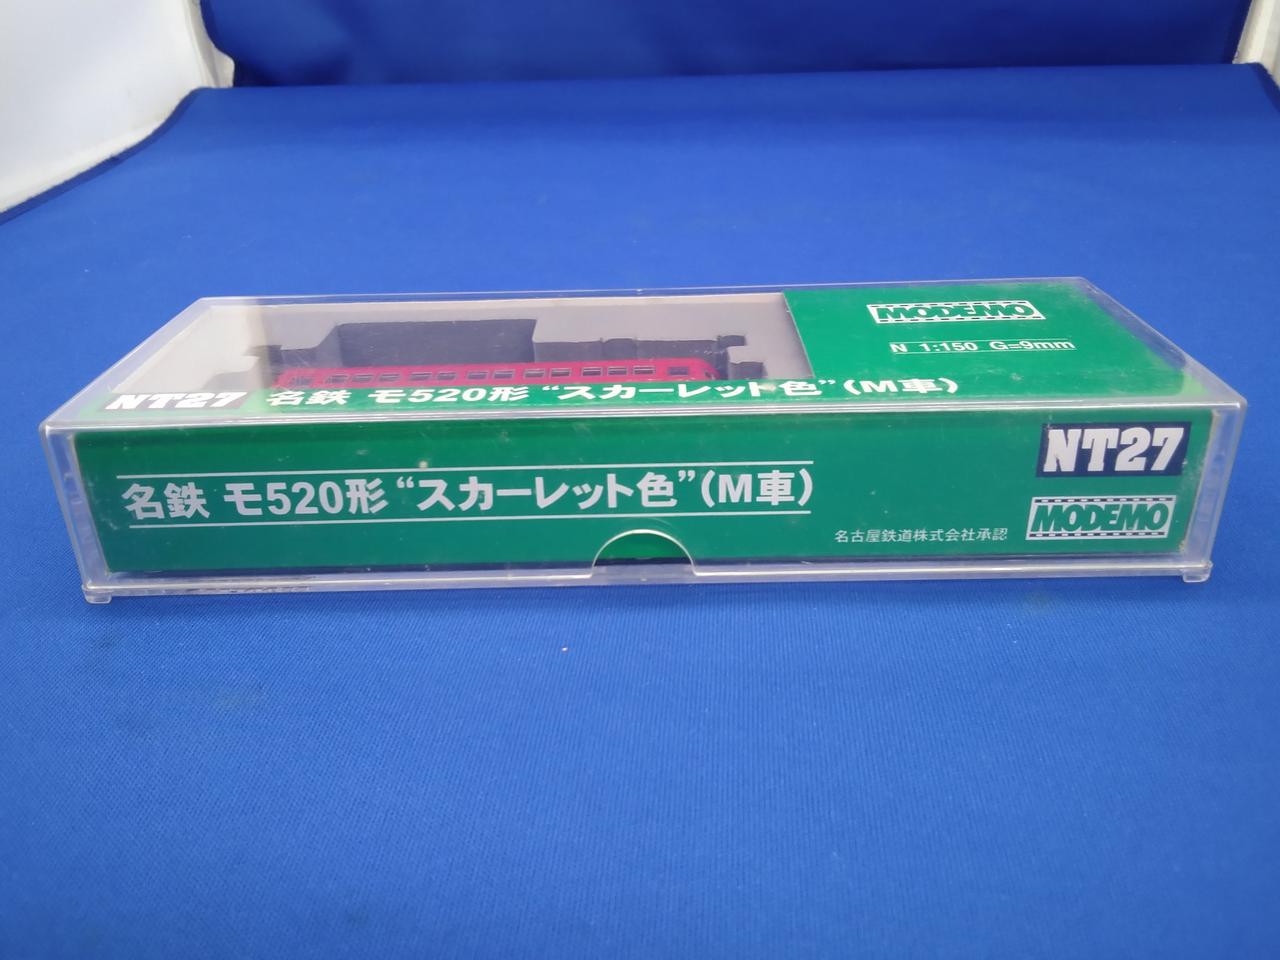 MODEMO
N 1:150 G=9mm
NT27 名鉄 モ520形 “スカーレット色”(M車)
NT27
名鉄 モ520形 “スカーレット色”(M車)
名古屋鉄道株式会社承認
MODEMO